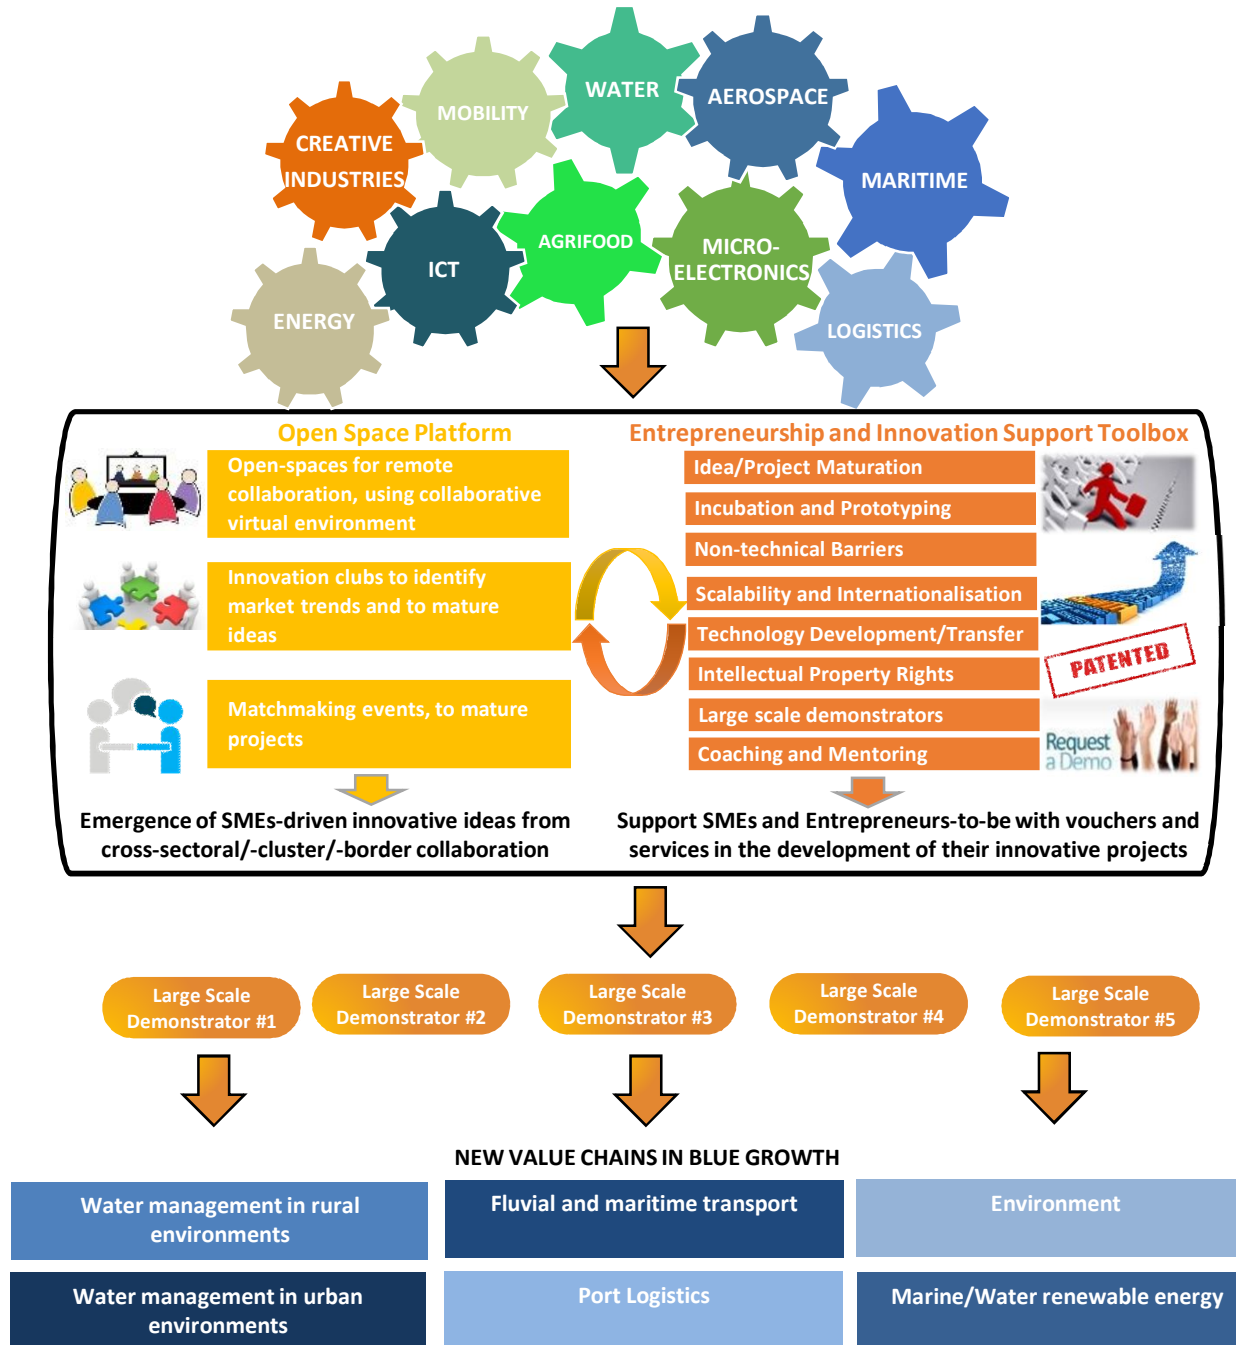 WATER
AEROSPACE
MOBILITY
CREATIVE
INDUSTRIES
MARITIME
AGRIFOOD
MICRO-
ELECTRONICS
ICT
ENERGY
LOGISTICS
Open Space Platform
Open-spaces for remote
collaboration, using collaborative
virtual environment
Innovation clubs to identify
market trends and to mature
ideas
Matchmaking events, to mature
projects
Emergence of SMEs-driven innovative ideas from
cross-sectoral/-cluster/-border collaboration
Entrepreneurship and Innovation Support Toolbox
Idea/Project Maturation
Incubation and Prototyping
Non-technical Barriers
Scalability and Internationalisation
Technology Development/Transfer
Intellectual Property Rights
Large scale demonstrators
Coaching and Mentoring
PATENTED
Request
a Demo
Support SMEs and Entrepreneurs-to-be with vouchers and
services in the development of their innovative projects
Large Scale
Demonstrator #1
Large Scale
Demonstrator #2
Large Scale
Demonstrator #3
Large Scale
Demonstrator #4
Large Scale
Demonstrator #5
NEW VALUE CHAINS IN BLUE GROWTH
Water management in rural
environments
Fluvial and maritime transport
Environment
Water management in urban
environments
Port Logistics
Marine/Water renewable energy